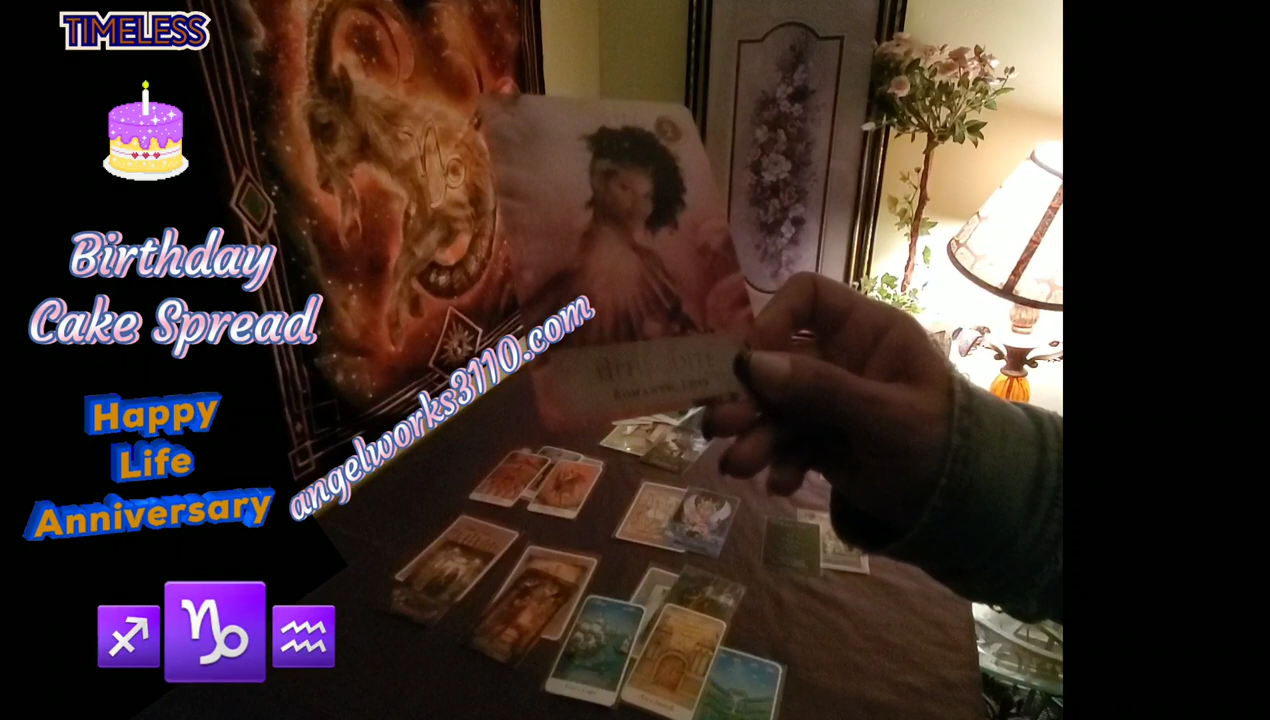 TIMELESS
Birthday
Cake Spread
Happy
Life
Anniversary
angelworks3110.com